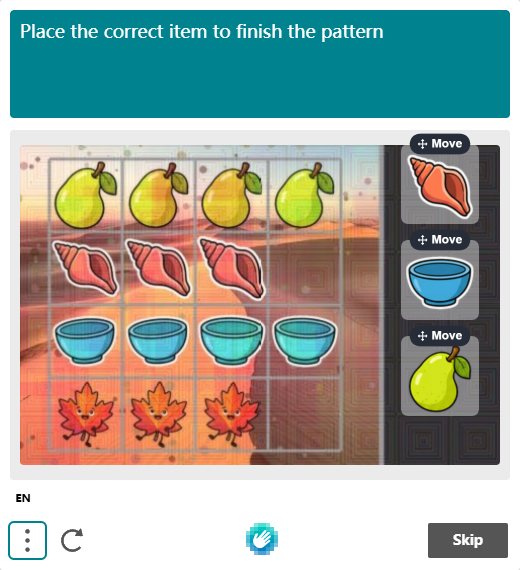 Place the correct item to finish the pattern
Move
Move
Move
EN
Skip